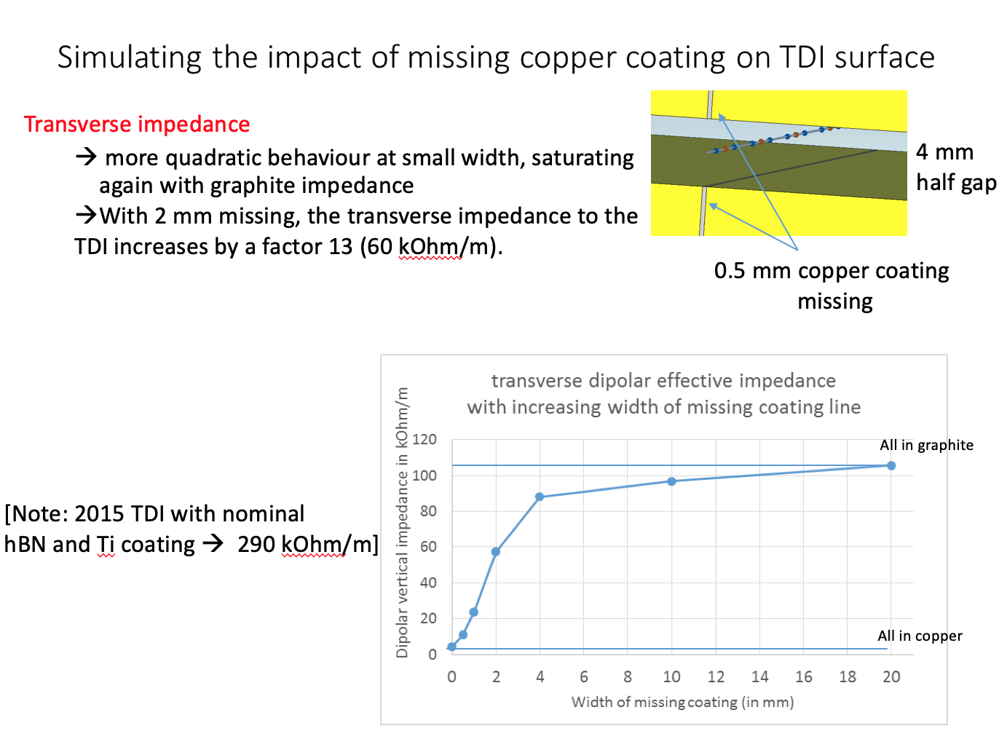 Simulating the impact of missing copper coating on TDI surface
Transverse impedance
→ more quadratic behaviour at small width, saturating
again with graphite impedance
→With 2 mm missing, the transverse impedance to the
TDI increases by a factor 13 (60 kOhm/m).
4 mm
half gap
0.5 mm copper coating
missing
[Note: 2015 TDI with nominal
hBN and Ti coating → 290 kOhm/m]
transverse dipolar effective impedance
with increasing width of missing coating line
Dipolar vertical impedance in kOhm/m
120
100
80
60
40
20
0
All in graphite
All in copper
0 2 4 6 8 10 12 14 16 18 20
Width of missing coating (in mm)